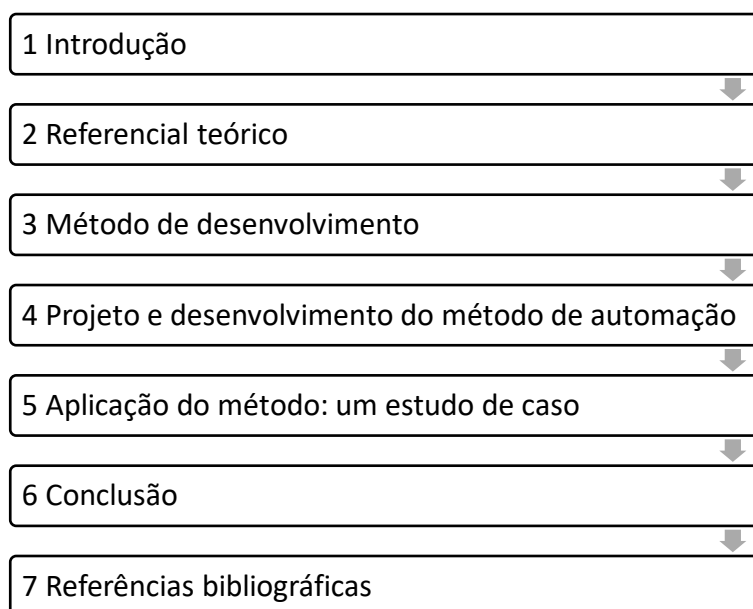 1 Introdução
2 Referencial teórico
3 Método de desenvolvimento
4 Projeto e desenvolvimento do método de automação
5 Aplicação do método: um estudo de caso
6 Conclusão
7 Referências bibliográficas